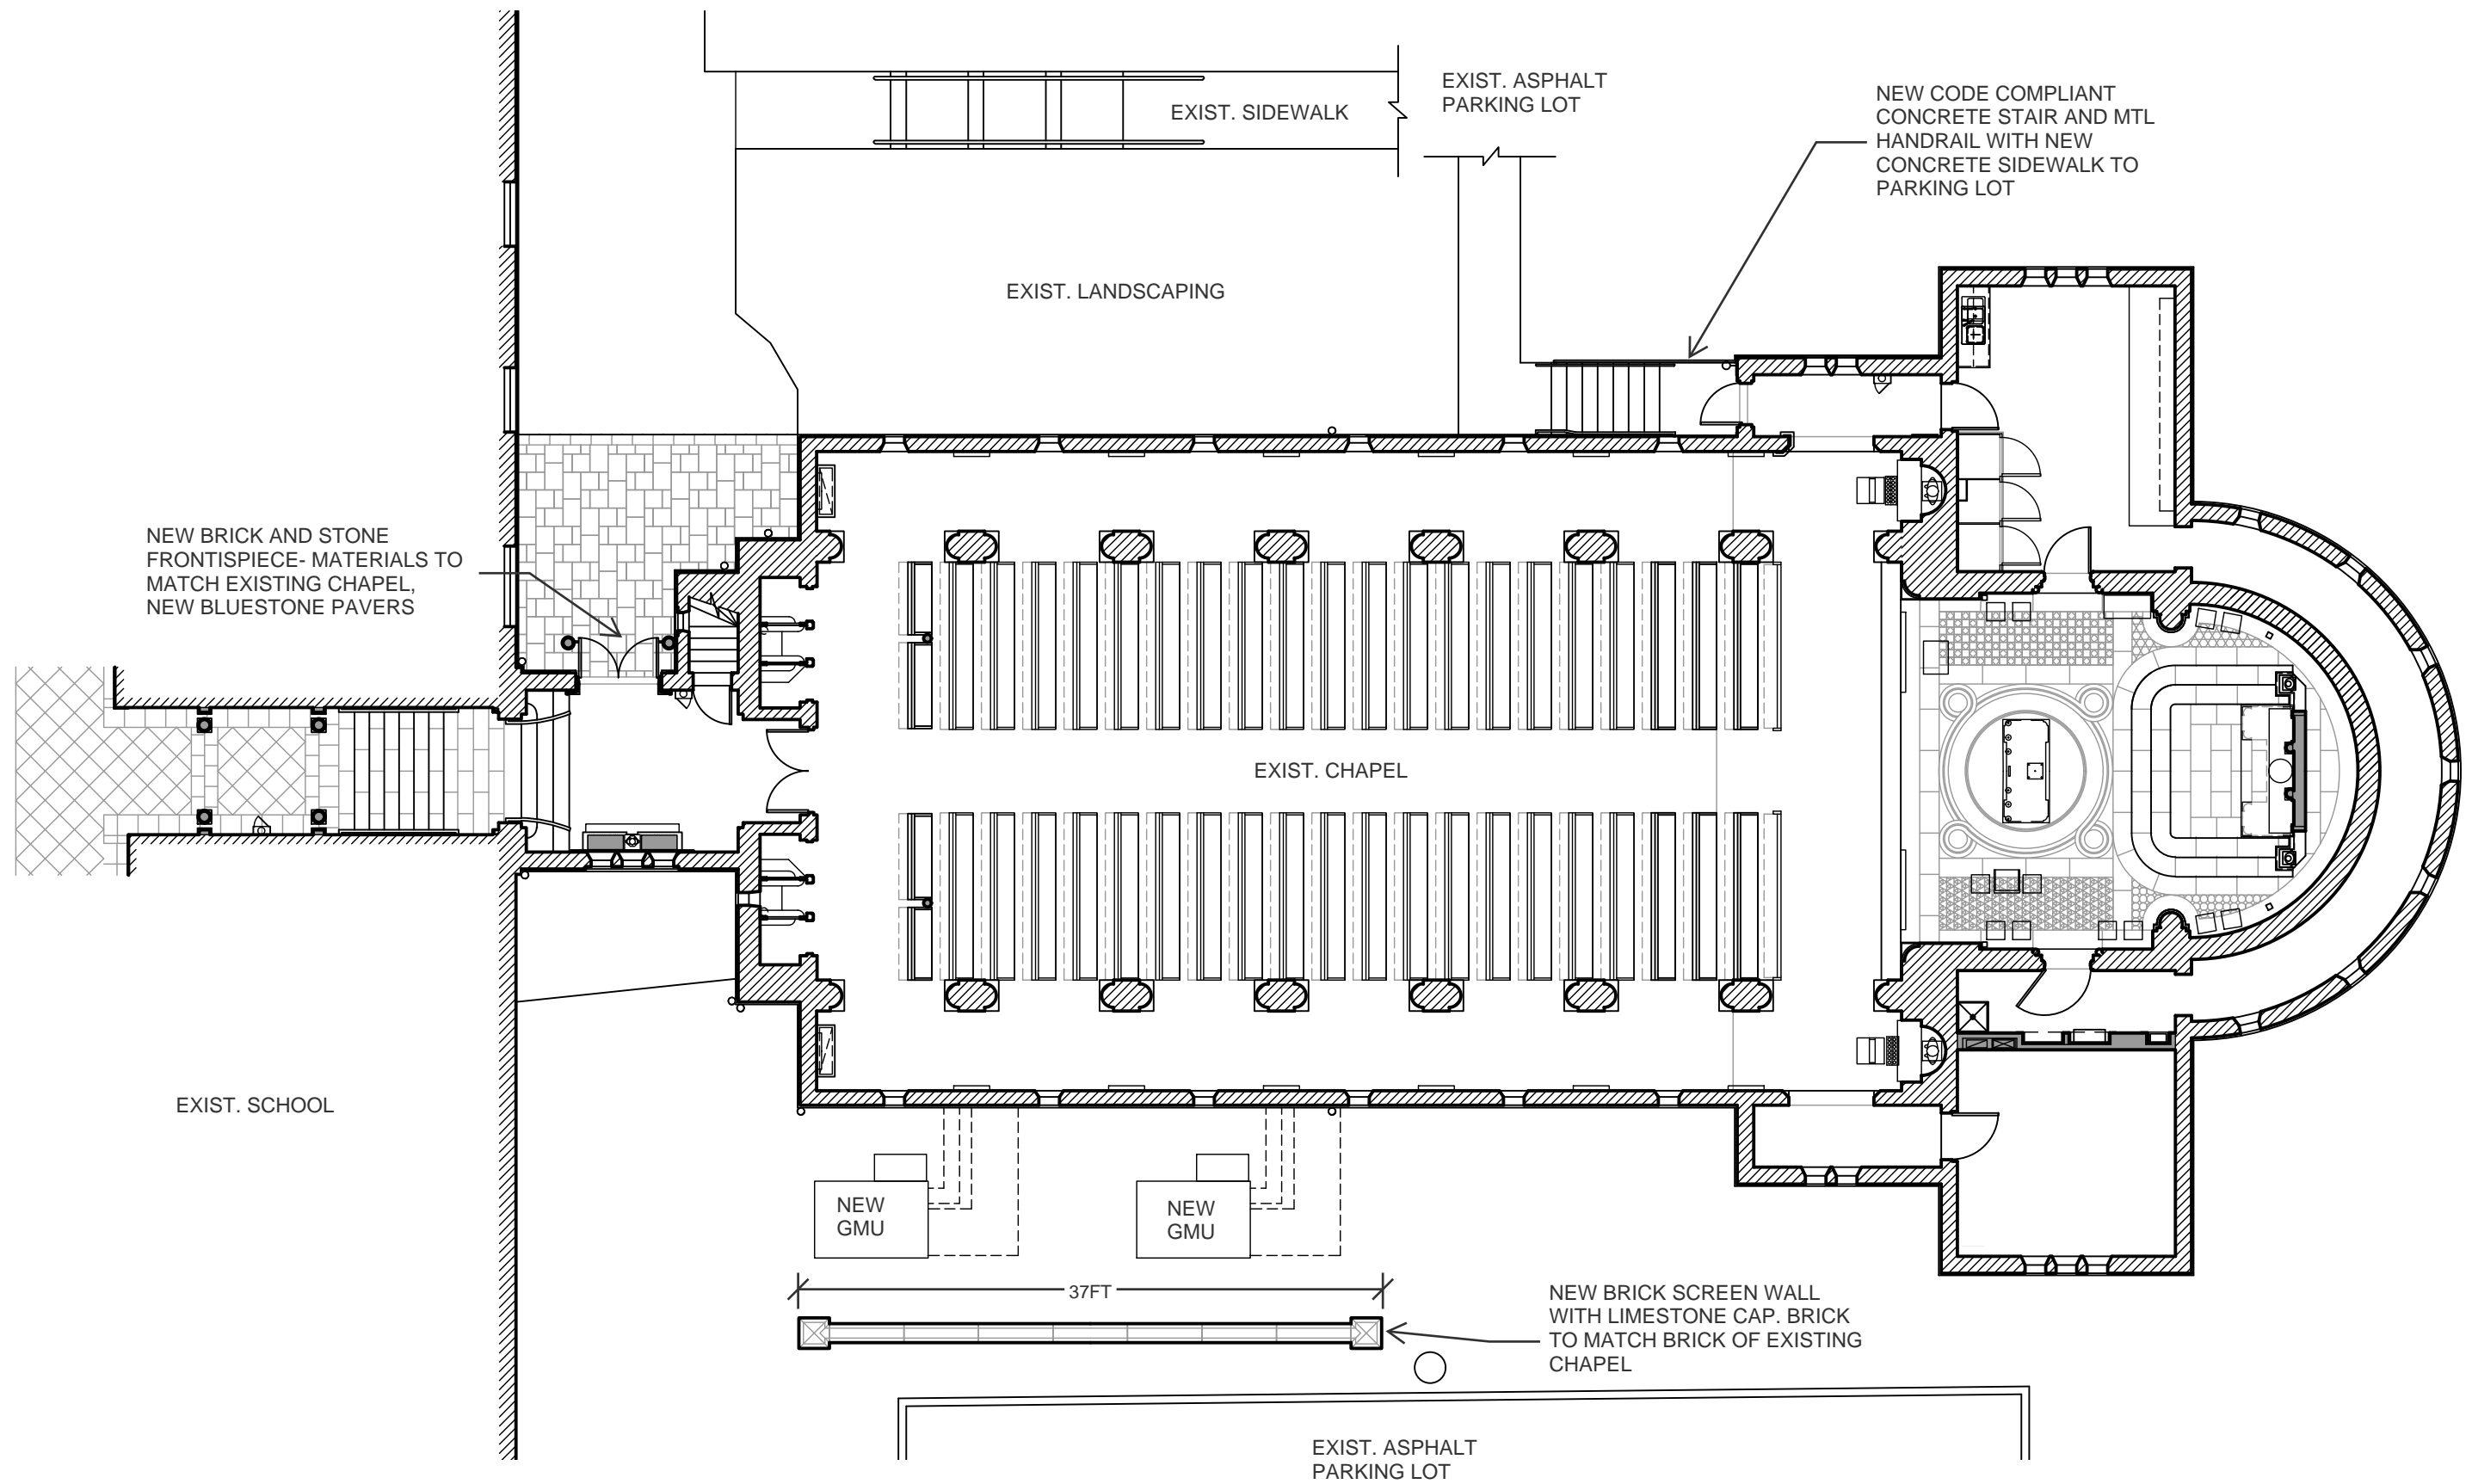 EXIST. ASPHALT
PARKING LOT
EXIST. SIDEWALK
NEW CODE COMPLIANT
CONCRETE STAIR AND MTL
HANDRAIL WITH NEW
CONCRETE SIDEWALK TO
PARKING LOT
EXIST. LANDSCAPING
NEW BRICK AND STONE
FRONTISPIECE- MATERIALS TO
MATCH EXISTING CHAPEL,
NEW BLUESTONE PAVERS
EXIST. CHAPEL
EXIST. SCHOOL
NEW
GMU
NEW
GMU
37FT
NEW BRICK SCREEN WALL
WITH LIMESTONE CAP. BRICK
TO MATCH BRICK OF EXISTING
CHAPEL
EXIST. ASPHALT
PARKING LOT